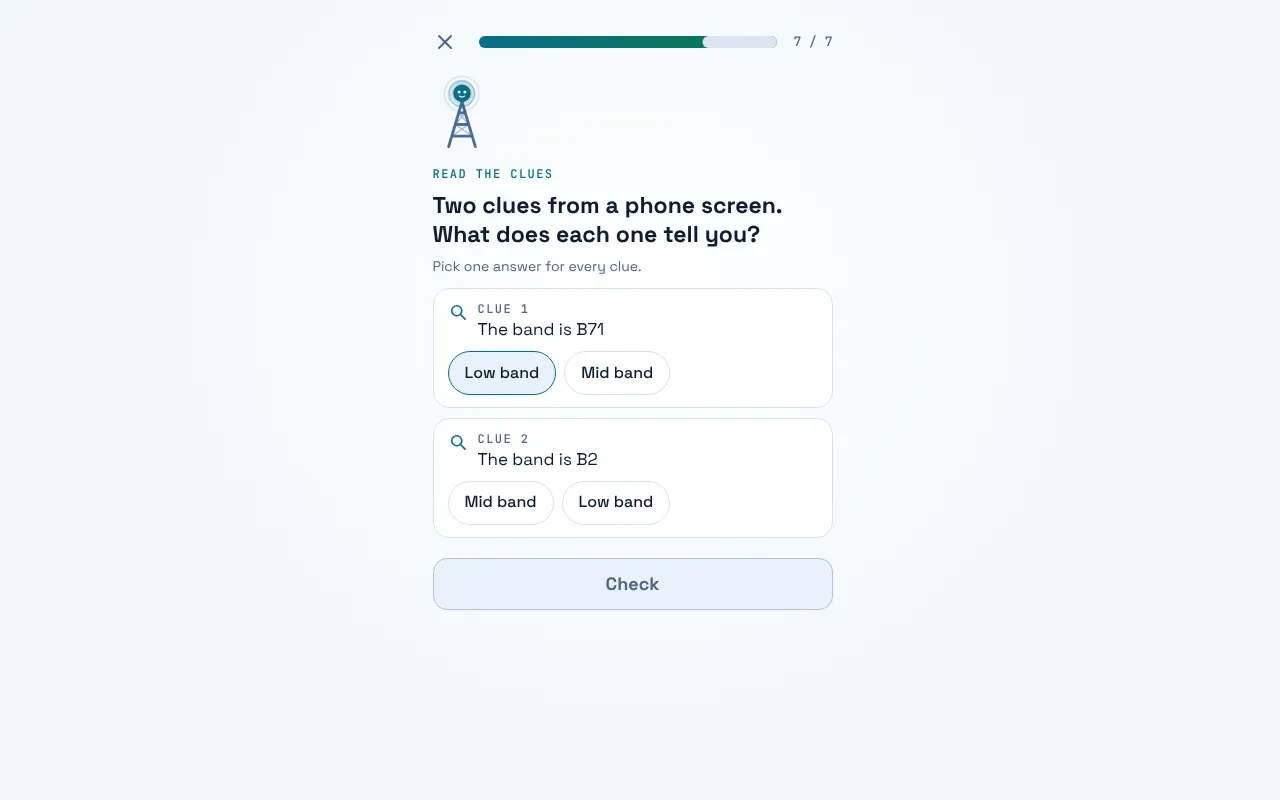 7 / 7
READ THE CLUES
Two clues from a phone screen.
What does each one tell you?
Pick one answer for every clue.
CLUE 1
The band is B71
Low band
Mid band
CLUE 2
The band is B2
Mid band
Low band
Check